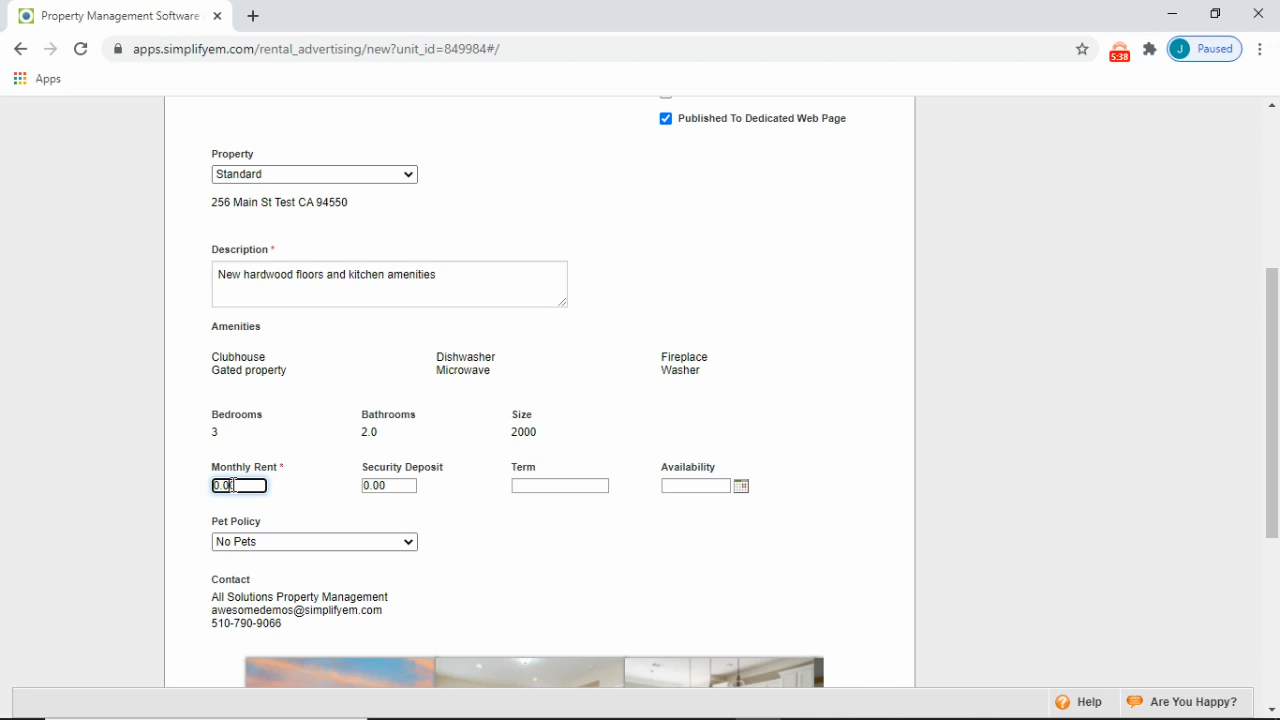 Property Management Software
apps.simplifyem.com/rental_advertising/new?unit_id=849984#/
5:38
J Paused
Apps
Published To Dedicated Web Page
Property
Standard
256 Main St Test CA 94550
Description *
New hardwood floors and kitchen amenities
Amenities
Clubhouse Dishwasher Fireplace
Gated property Microwave Washer
Bedrooms Bathrooms Size
3 2.0 2000
Monthly Rent * Security Deposit Term Availability
0.00 0.00
Pet Policy
No Pets
Contact
All Solutions Property Management
awesomedemos@simplifyem.com
510-790-9066
Help Are You Happy?